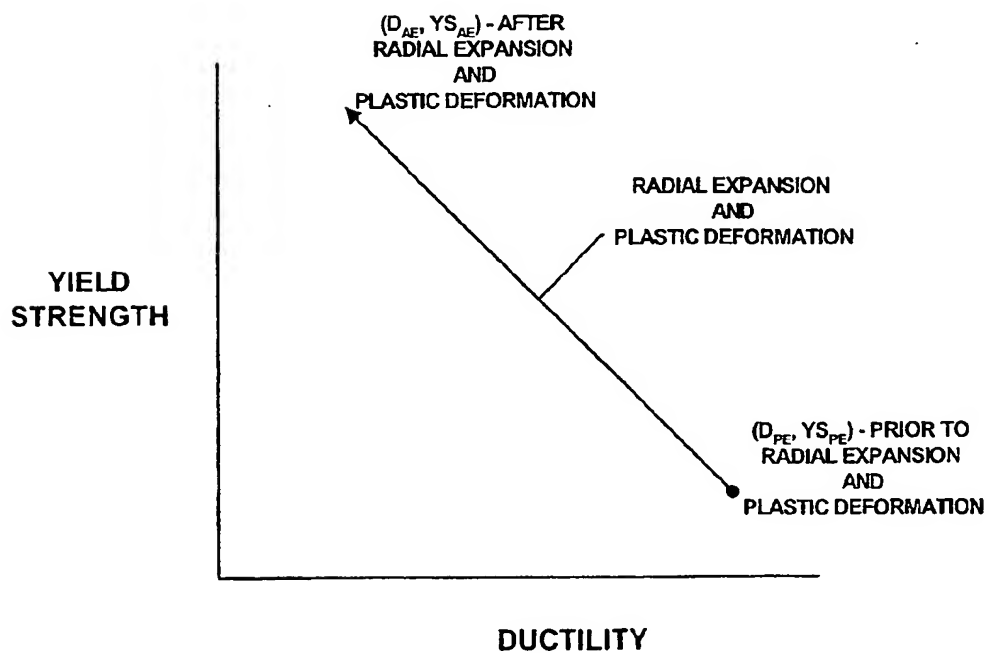 (D_AE, YS_AE) - AFTER
RADIAL EXPANSION
AND
PLASTIC DEFORMATION
RADIAL EXPANSION
AND
PLASTIC DEFORMATION
YIELD
STRENGTH
(D_PE, YS_PE) - PRIOR TO
RADIAL EXPANSION
AND
PLASTIC DEFORMATION
DUCTILITY